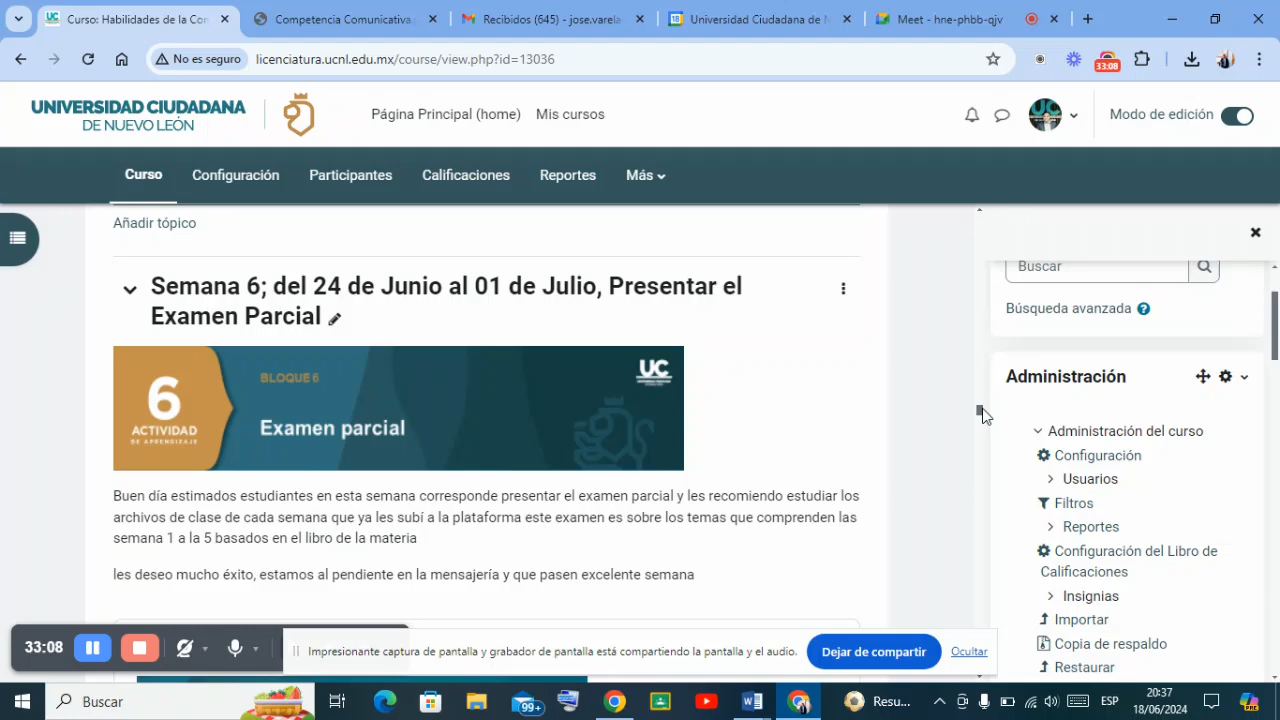 Curso: Habilidades de la Con
Competencia Comunicativa.
Recibidos (645) - jose.varela
Universidad Ciudadana de N
Meet - hne-phbb-qjv
No es seguro
licenciatura.ucnl.edu.mx/course/view.php?id=13036
33:08
UNIVERSIDAD CIUDADANA
DE NUEVO LEÓN
Página Principal (home)
Mis cursos
UC
Modo de edición
Curso
Configuración
Participantes
Calificaciones
Reportes
Más
Añadir tópico
Semana 6; del 24 de Junio al 01 de Julio, Presentar el
Examen Parcial
6
ACTIVIDAD
DE APRENDIZAJE
BLOQUE 6
Examen parcial
UC
Buen día estimados estudiantes en esta semana corresponde presentar el examen parcial y les recomiendo estudiar los
archivos de clase de cada semana que ya les subí a la plataforma este examen es sobre los temas que comprenden las
semana 1 a la 5 basados en el libro de la materia
les deseo mucho éxito, estamos al pendiente en la mensajería y que pasen excelente semana
Buscar
Búsqueda avanzada
Administración
Administración del curso
Configuración
Usuarios
Filtros
Reportes
Configuración del Libro de
Calificaciones
Insignias
Importar
Copia de respaldo
Restaurar
33:08
Impresionante captura de pantalla y grabador de pantalla está compartiendo la pantalla y el audio.
Dejar de compartir
Ocultar
Buscar
99+
Resu...
ESP
20:37
18/06/2024